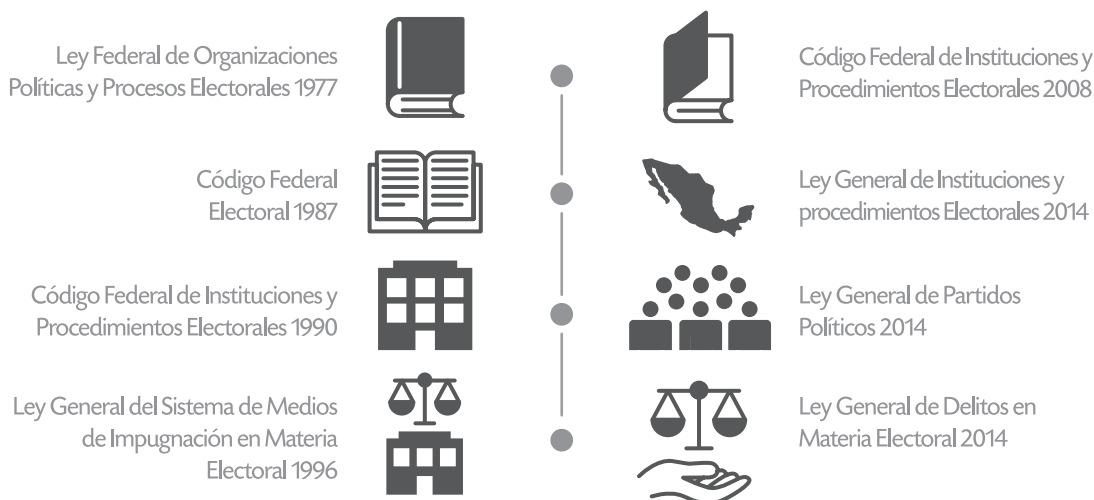 Ley Federal de Organizaciones
Políticas y Procesos Electorales 1977
Código Federal
Electoral 1987
Código Federal de Instituciones y
Procedimientos Electorales 1990
Ley General del Sistema de Medios
de Impugnación en Materia
Electoral 1996
Código Federal de Instituciones y
Procedimientos Electorales 2008
Ley General de Instituciones y
procedimientos Electorales 2014
Ley General de Partidos
Políticos 2014
Ley General de Delitos en
Materia Electoral 2014